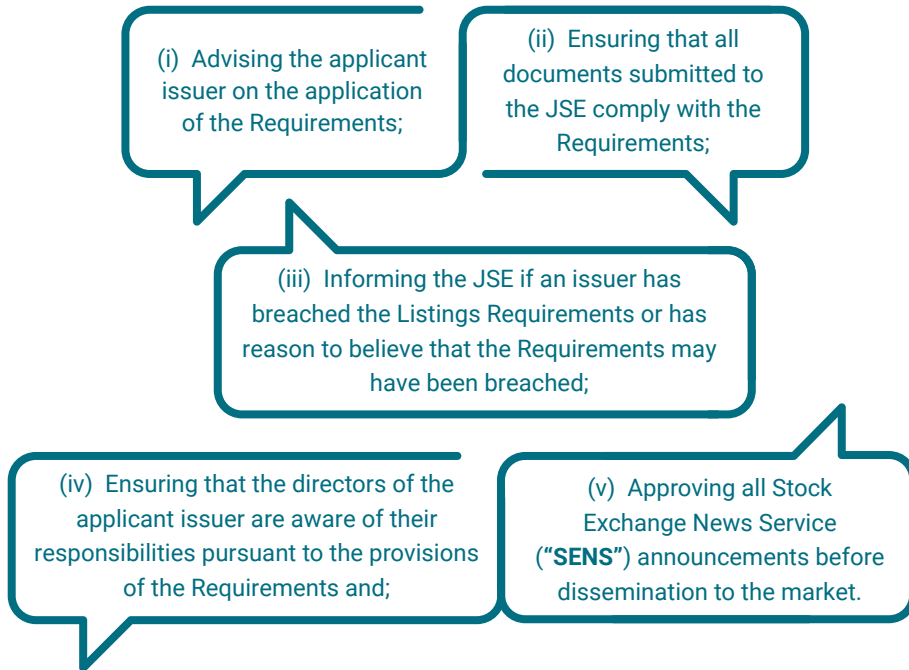 (i) Advising the applicant
issuer on the application
of the Requirements;
(ii) Ensuring that all
documents submitted to
the JSE comply with the
Requirements;
(iii) Informing the JSE if an issuer has
breached the Listings Requirements or has
reason to believe that the Requirements may
have been breached;
(iv) Ensuring that the directors of the
applicant issuer are aware of their
responsibilities pursuant to the provisions
of the Requirements and;
(v) Approving all Stock
Exchange News Service
(“SENS”) announcements before
dissemination to the market.